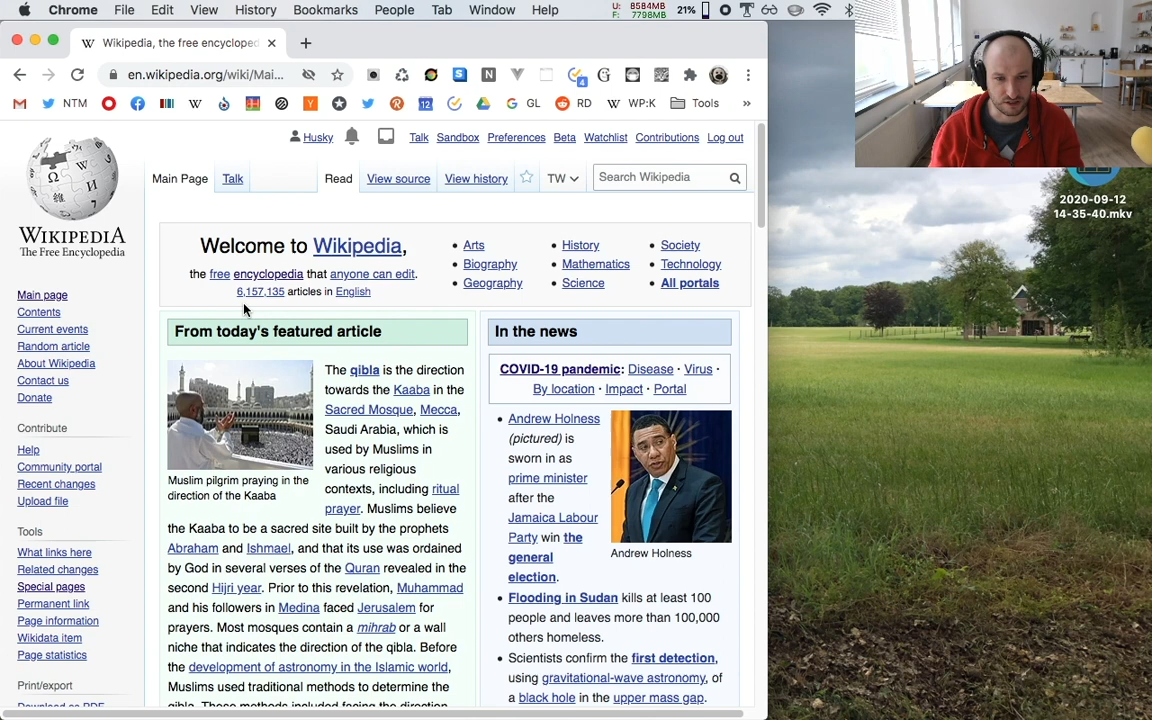 Chrome File Edit View History Bookmarks People Tab Window Help
U: 8584MB
F: 7798MB
21%
Wikipedia, the free encycloped
en.wikipedia.org/wiki/Mai...
4
NTM
12
GL
RD
WP:K
Tools
»
Husky Talk Sandbox Preferences Beta Watchlist Contributions Log out
WIKIPEDIA
The Free Encyclopedia
Main Page Talk Read View source View history TW Search Wikipedia
Main page
Contents
Current events
Random article
About Wikipedia
Contact us
Donate
Contribute
Help
Community portal
Recent changes
Upload file
Tools
What links here
Related changes
Special pages
Permanent link
Page information
Wikidata item
Page statistics
Print/export
Download as PDF
Welcome to Wikipedia,
the free encyclopedia that anyone can edit.
6,157,135 articles in English
• Arts
• Biography
• Geography
• History
• Mathematics
• Science
• Society
• Technology
• All portals
From today's featured article
Muslim pilgrim praying in the
direction of the Kaaba
The qibla is the direction
towards the Kaaba in the
Sacred Mosque, Mecca,
Saudi Arabia, which is
used by Muslims in
various religious
contexts, including ritual
prayer. Muslims believe
the Kaaba to be a sacred site built by the prophets
Abraham and Ishmael, and that its use was ordained
by God in several verses of the Quran revealed in the
second Hijri year. Prior to this revelation, Muhammad
and his followers in Medina faced Jerusalem for
prayers. Most mosques contain a mihrab or a wall
niche that indicates the direction of the qibla. Before
the development of astronomy in the Islamic world,
Muslims used traditional methods to determine the
qibla. These methods included facing the direction
In the news
COVID-19 pandemic: Disease · Virus ·
By location · Impact · Portal
• Andrew Holness
(pictured) is
sworn in as
prime minister
after the
Jamaica Labour
Party win the
general
election.
Andrew Holness
• Flooding in Sudan kills at least 100
people and leaves more than 100,000
others homeless.
• Scientists confirm the first detection,
using gravitational-wave astronomy, of
a black hole in the upper mass gap.
2020-09-12
14-35-40.mkv